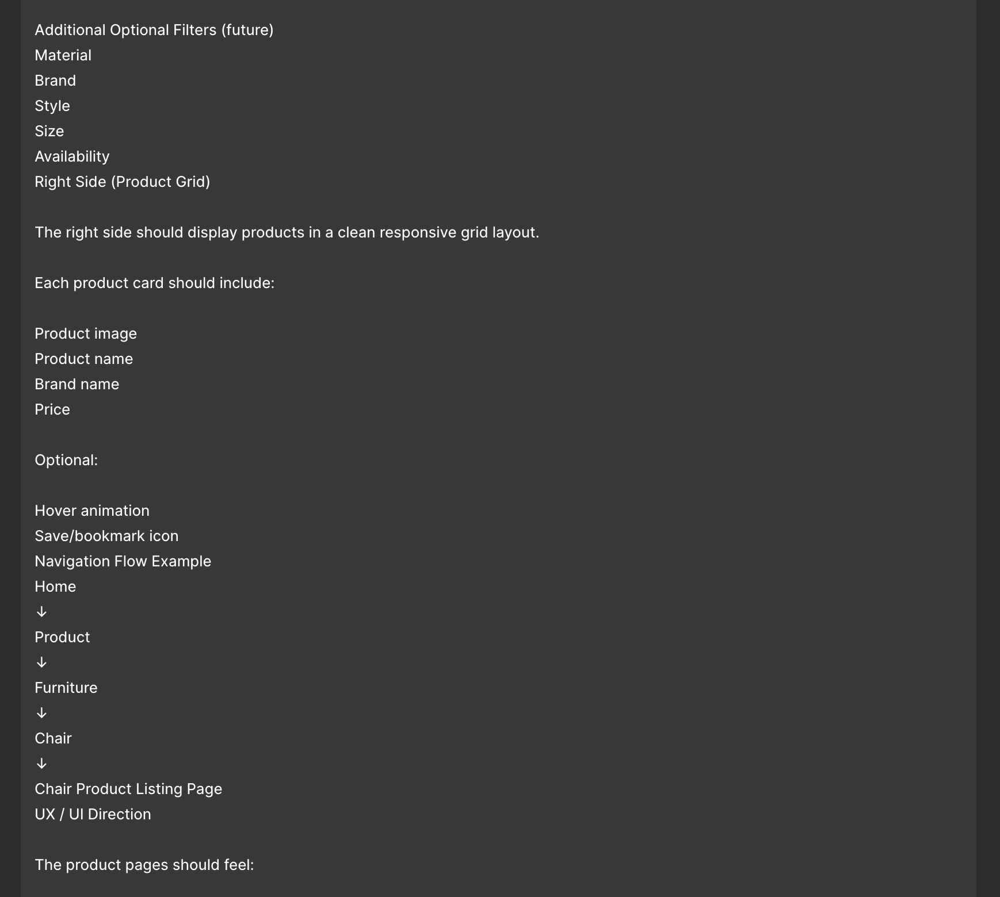 Additional Optional Filters (future)
Material
Brand
Style
Size
Availability
Right Side (Product Grid)
The right side should display products in a clean responsive grid layout.
Each product card should include:
Product image
Product name
Brand name
Price
Optional:
Hover animation
Save/bookmark icon
Navigation Flow Example
Home
↓
Product
↓
Furniture
↓
Chair
↓
Chair Product Listing Page
UX / UI Direction
The product pages should feel: